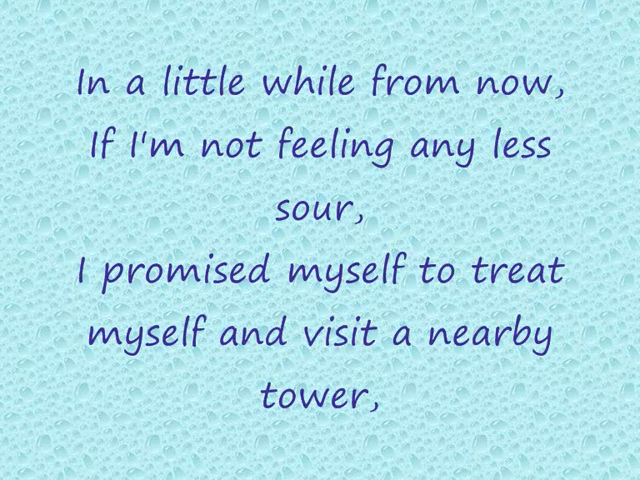 In a little while from now,
If I'm not feeling any less
sour,
I promised myself to treat
myself and visit a nearby
tower,